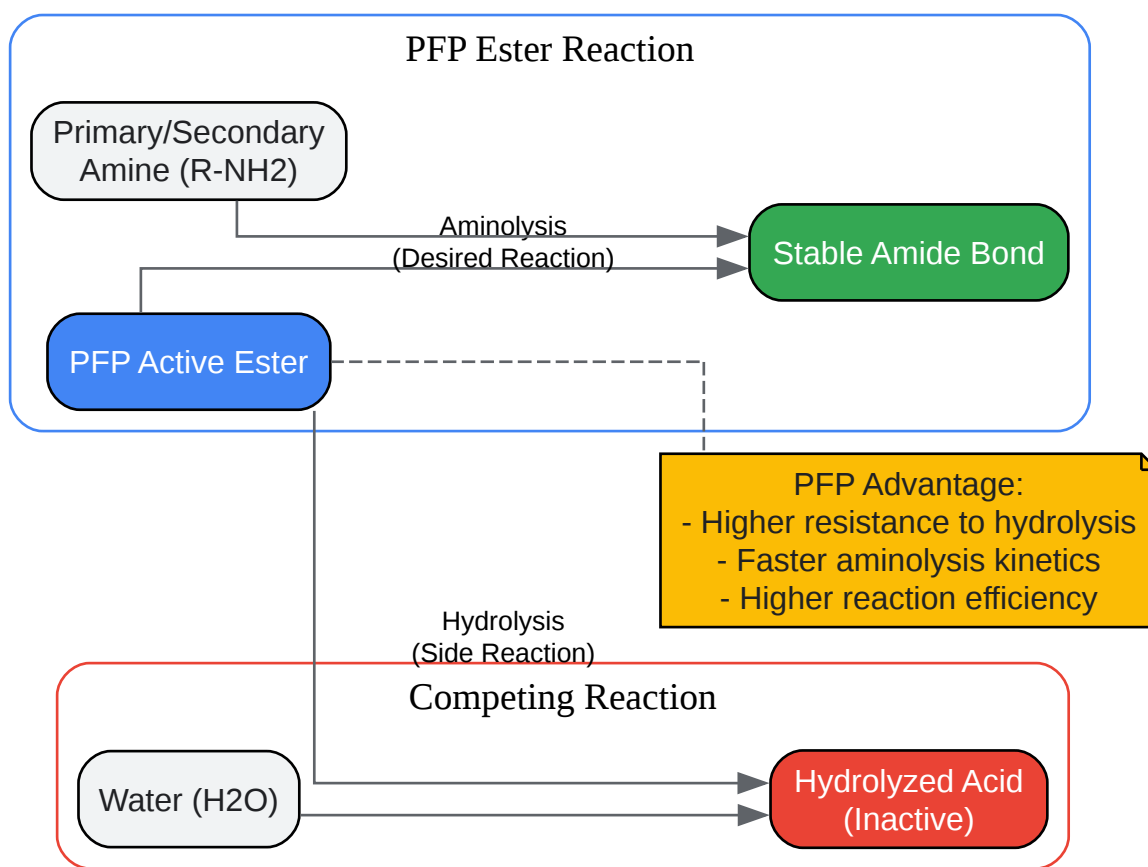 PFP Ester Reaction
Primary/Secondary
Amine (R-NH2)
Aminolysis
(Desired Reaction)
Stable Amide Bond
PFP Active Ester
PFP Advantage:
- Higher resistance to hydrolysis
- Faster aminolysis kinetics
- Higher reaction efficiency
Hydrolysis
(Side Reaction)
Competing Reaction
Water (H2O)
Hydrolyzed Acid
(Inactive)